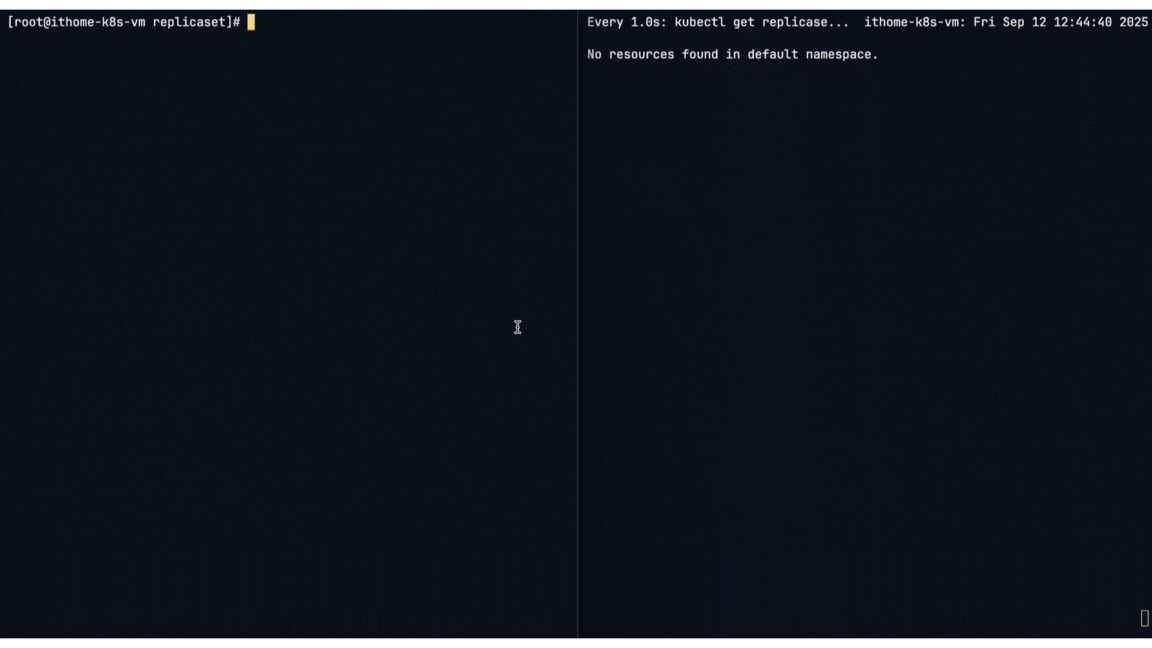 [root@ithome-k8s-vm replicaset]#
Every 1.0s: kubectl get replicase...  ithome-k8s-vm: Fri Sep 12 12:44:40 2025
No resources found in default namespace.